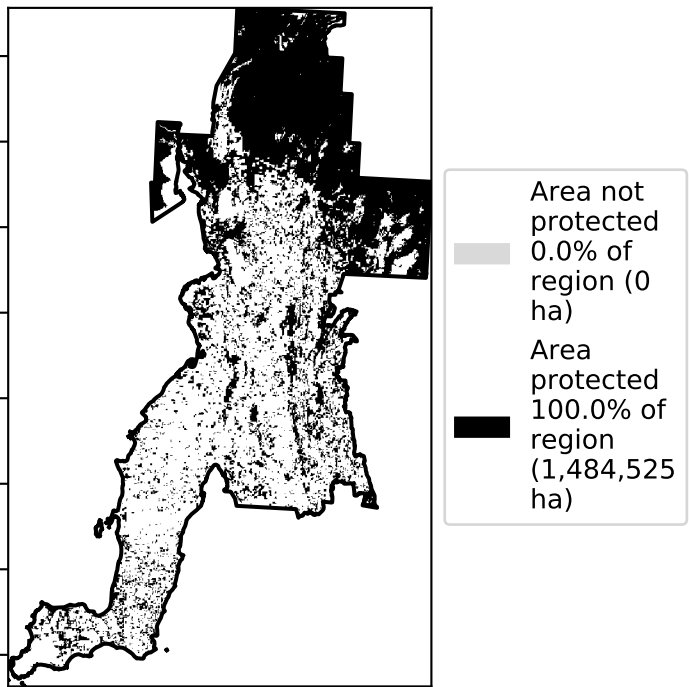 Area not
protected
0.0% of
region (0
ha)
Area
protected
100.0% of
region
(1,484,525
ha)